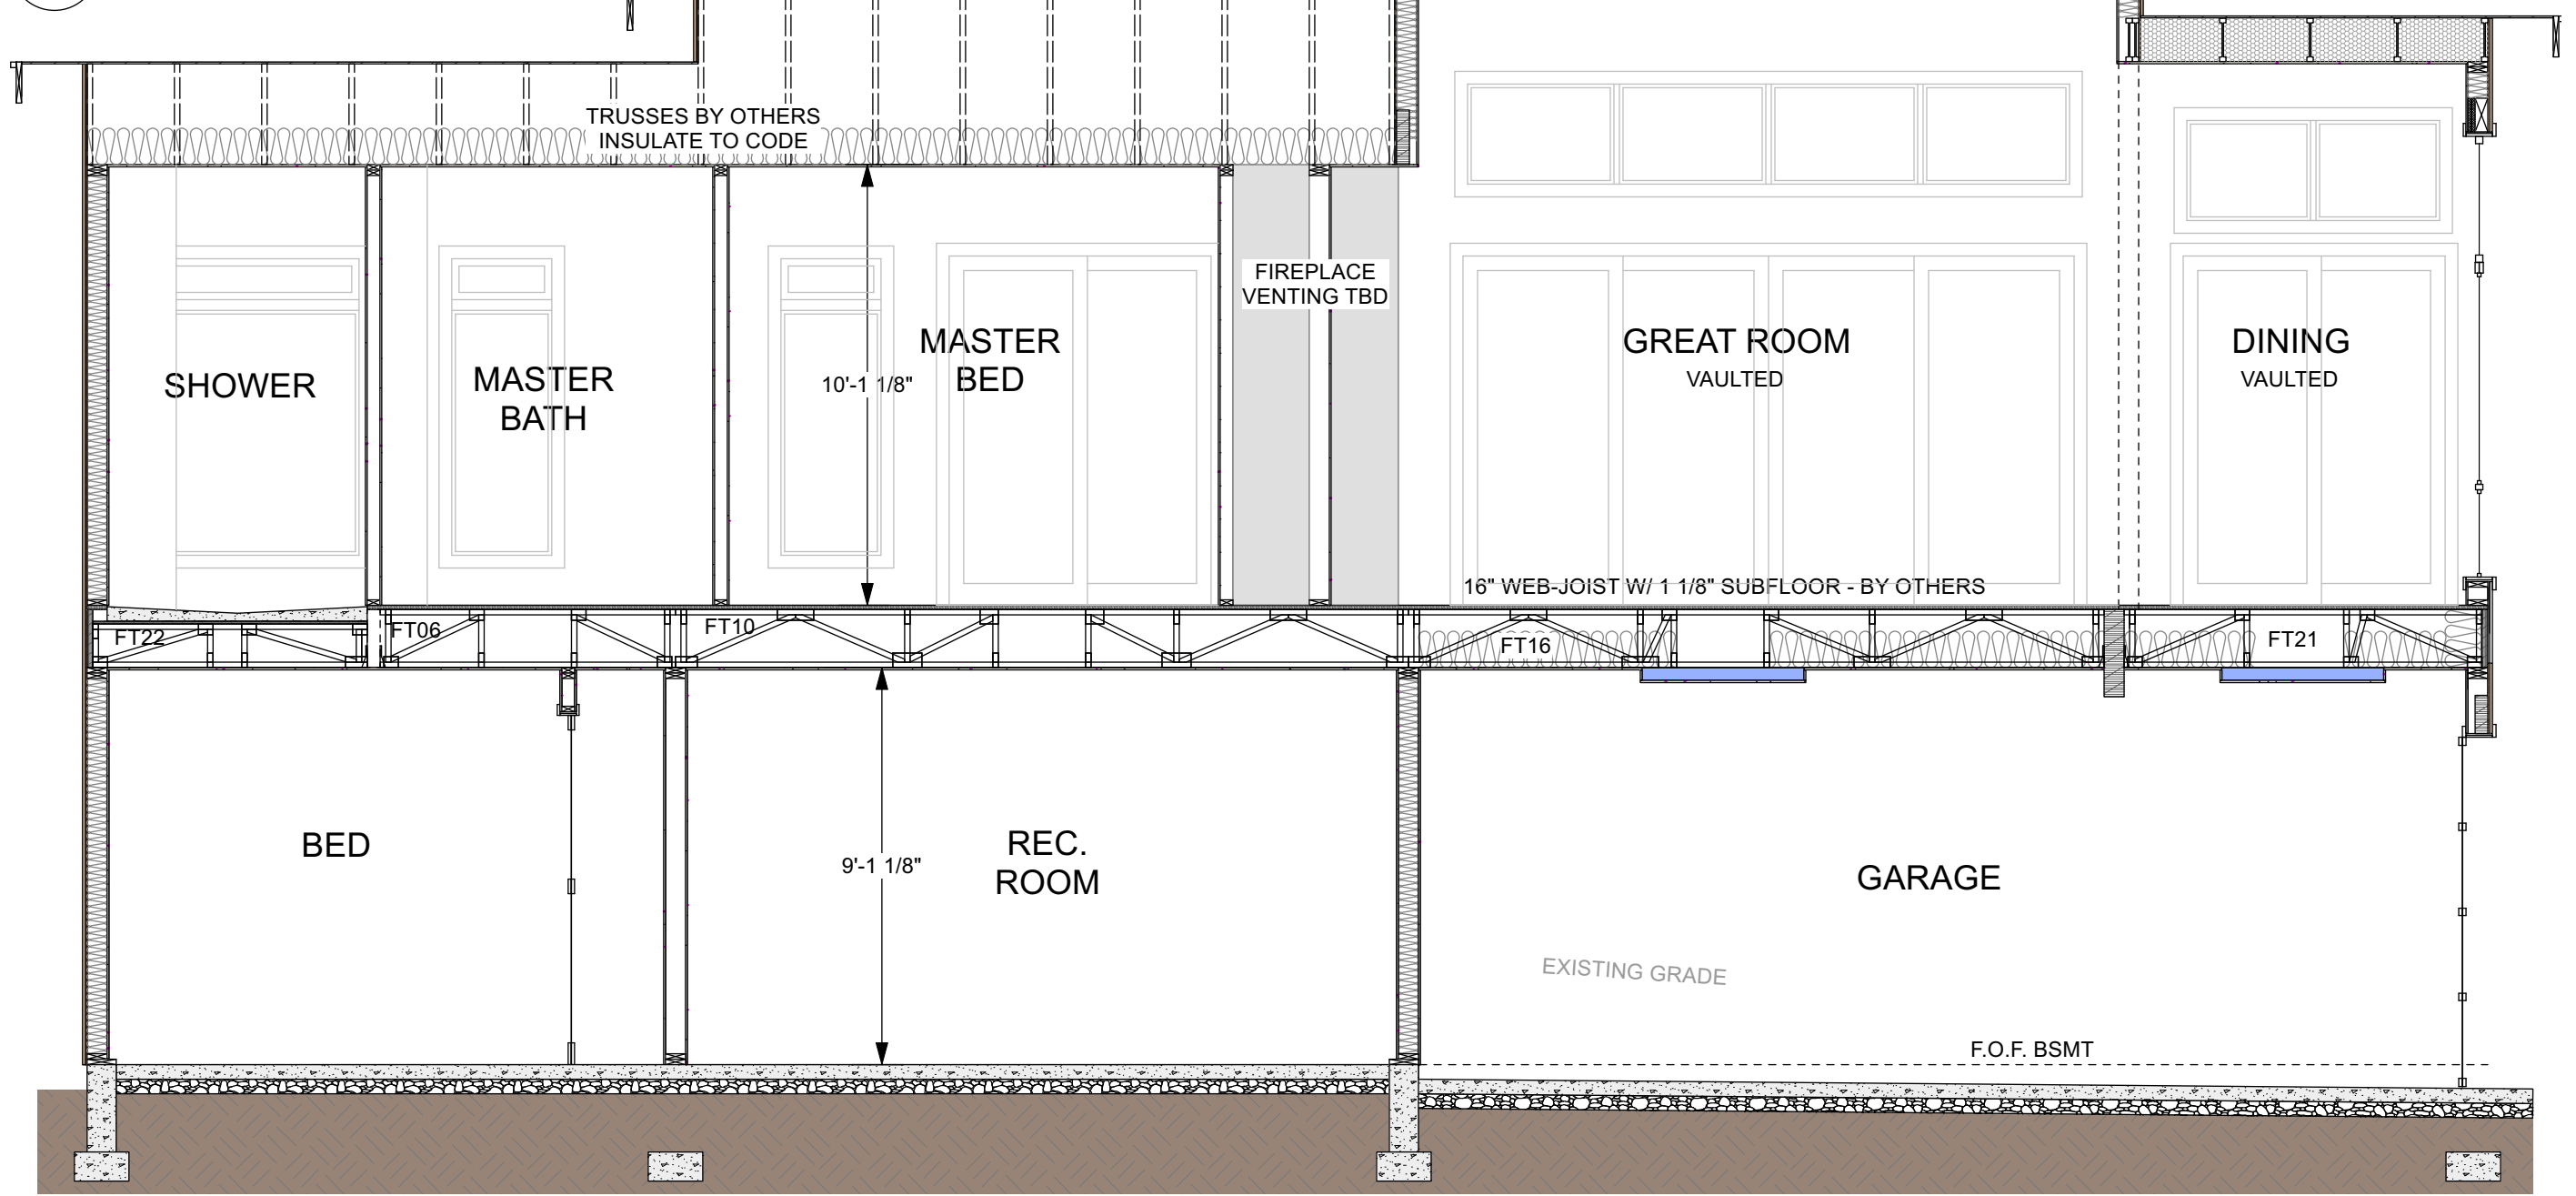 TRUSSES BY OTHERS
INSULATE TO CODE
FIREPLACE
VENTING TBD
SHOWER
MASTER
BATH
10'-1 1/8"
MASTER
BED
GREAT ROOM
VAULTED
DINING
VAULTED
16" WEB-JOIST W/ 1 1/8" SUBFLOOR - BY OTHERS
FT22
FT06
FT10
FT16
FT21
BED
9'-1 1/8"
REC.
ROOM
GARAGE
EXISTING GRADE
F.O.F. BSMT